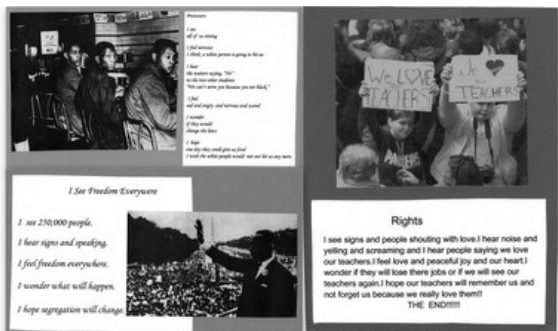 Protesters
I see
all of us sitting
I feel nervous
I think, a white person is going to hit us
I hear
the waiters saying, "No"
to the two other students
"We can't serve you because you are black,"
I feel
sad and angry and nervous and scared
I wonder
if they would
change the laws
I hope
one day they could give us food
I wish the white people would not hit us any more.
I See Freedom Everywere
I see 250,000 people.
I hear signs and speaking.
I feel freedom everywhere.
I wonder what will happen.
I hope segregation will change.
WE LOVE
TEACHERS
TEACHERS
Rights
I see signs and people shouting with love.I hear noise and
yelling and screaming and I hear people saying we love
our teachers.I feel love and peaceful joy and our heart.I
wonder if they will lose there jobs or if we will see our
teachers again.I hope our teachers will remember us and
not forget us because we really love them!!
THE END!!!!!!!